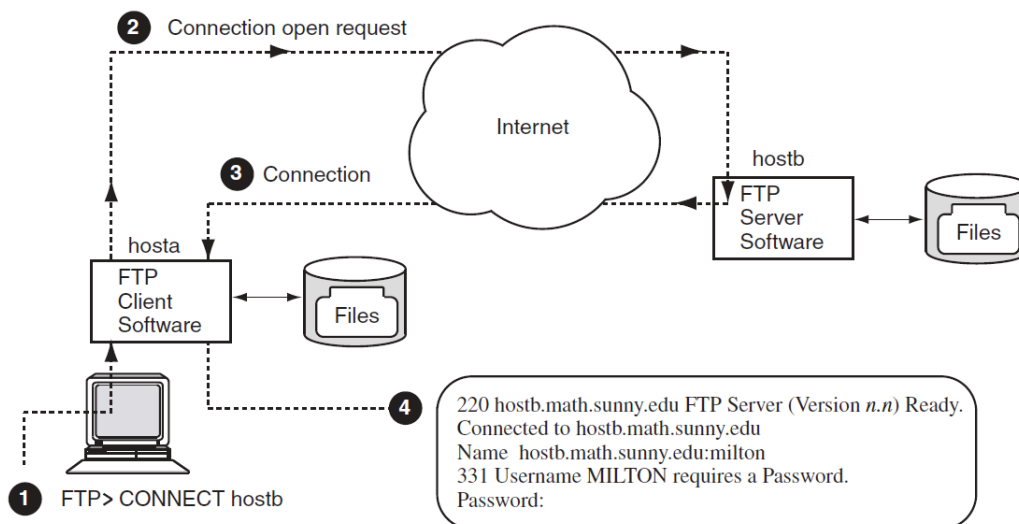 2 Connection open request
Internet
3 Connection
hostb
FTP
Server
Software
Files
hosta
FTP
Client
Software
Files
4
220 hostb.math.sunny.edu FTP Server (Version n.n) Ready.
Connected to hostb.math.sunny.edu
Name hostb.math.sunny.edu:milton
331 Username MILTON requires a Password.
Password:
1 FTP> CONNECT hostb